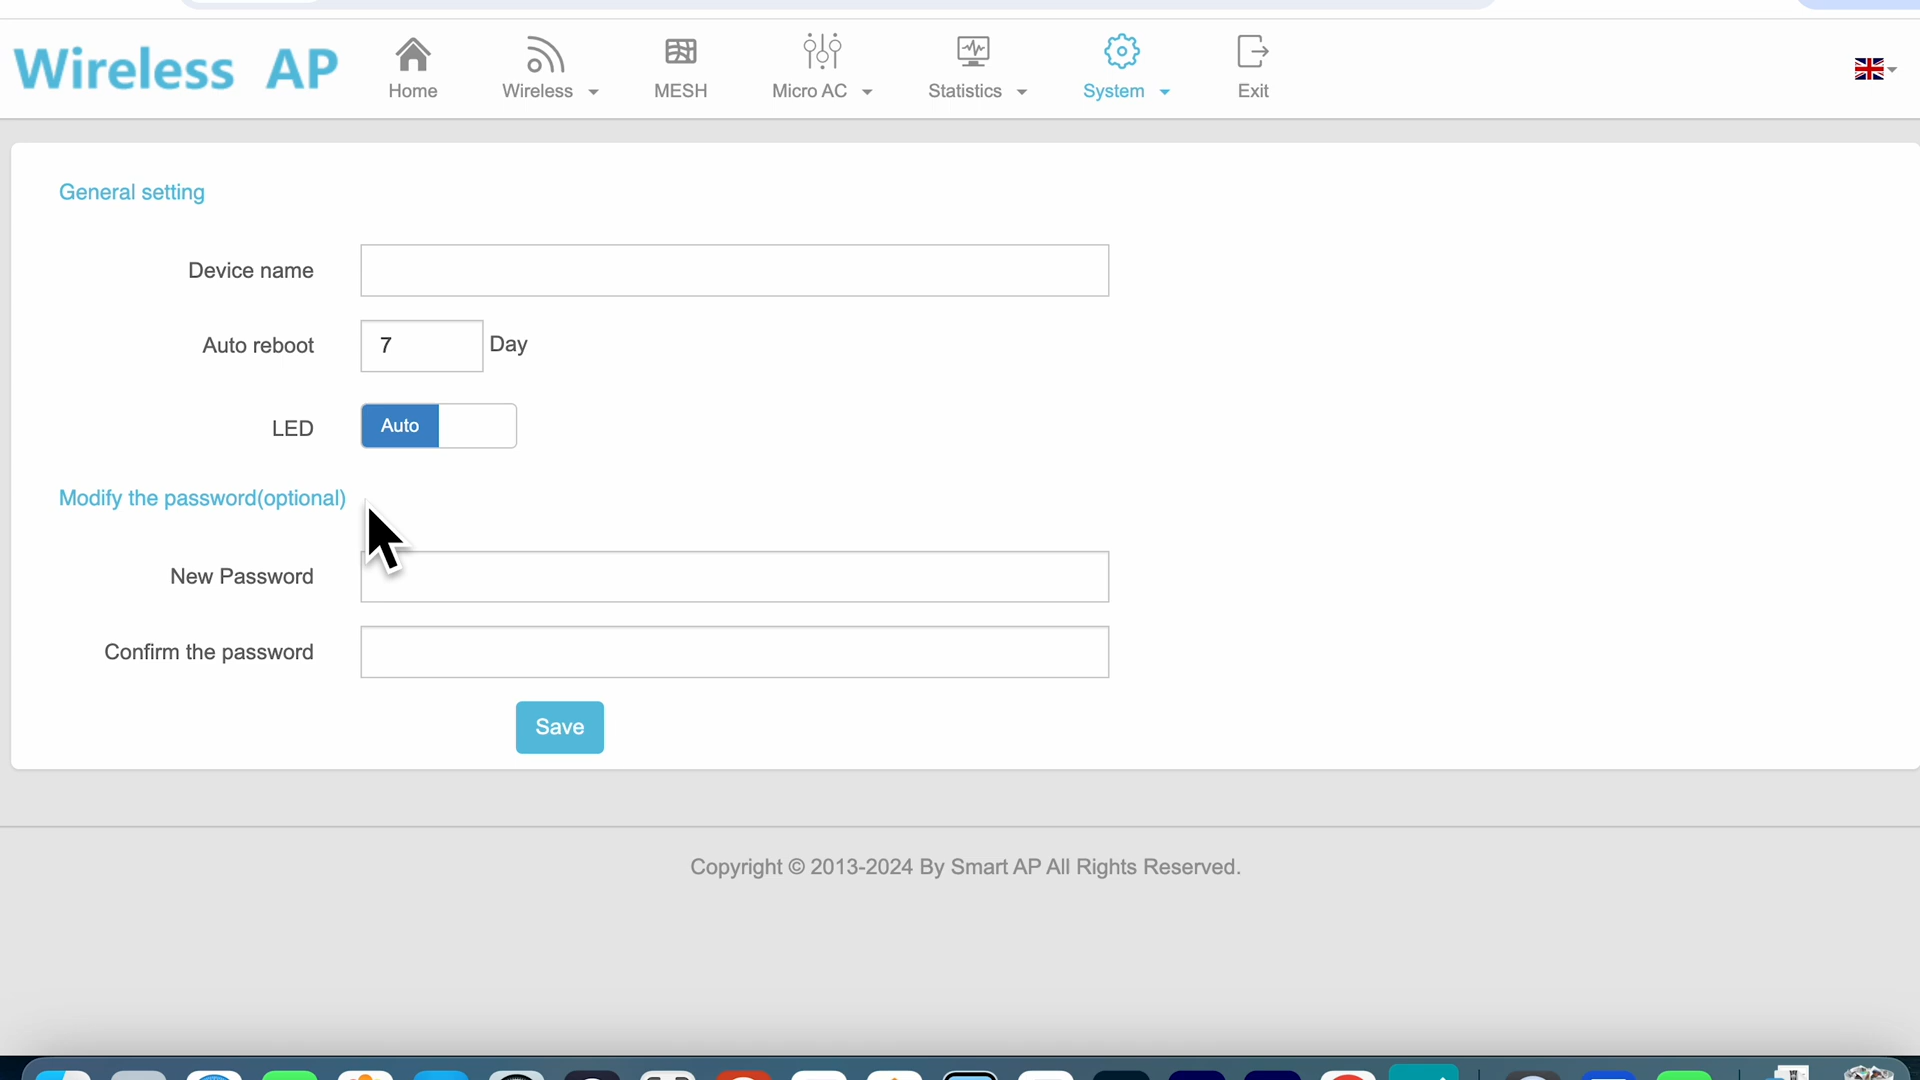 Wireless AP
Home
Wireless
MESH
Micro AC
Statistics
System
Exit
General setting
Device name
Auto reboot
7
Day
LED
Auto
Modify the password(optional)
New Password
Confirm the password
Save
Copyright © 2013-2024 By Smart AP All Rights Reserved.